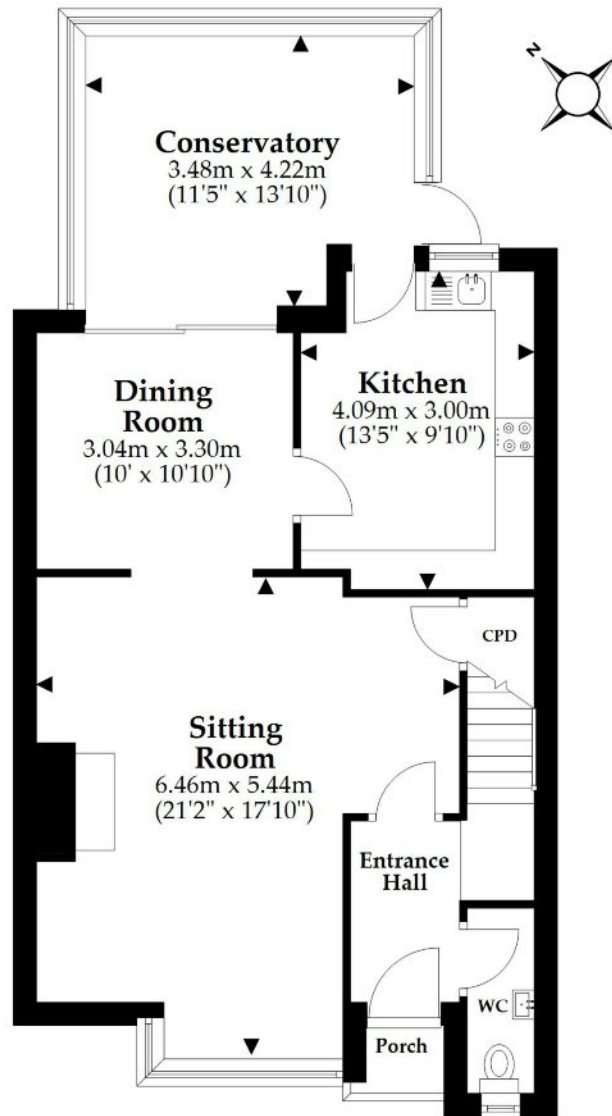 N
Conservatory
3.48m x 4.22m
(11'5" x 13'10")
Dining
Room
3.04m x 3.30m
(10' x 10'10")
Kitchen
4.09m x 3.00m
(13'5" x 9'10")
CPD
Sitting
Room
6.46m x 5.44m
(21'2" x 17'10")
Entrance
Hall
WC
Porch